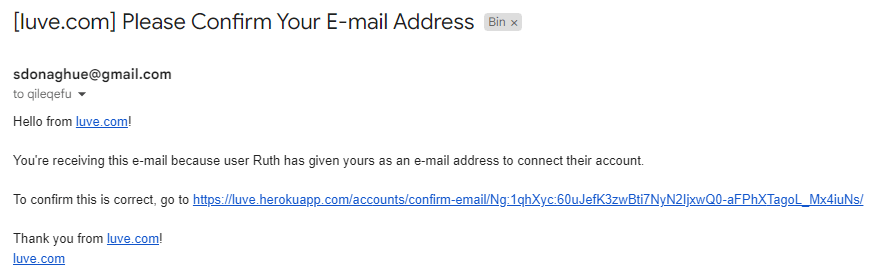 [luve.com] Please Confirm Your E-mail Address Bin ×
sdonaghue@gmail.com
to qileqefu
Hello from luve.com!
You're receiving this e-mail because user Ruth has given yours as an e-mail address to connect their account.
To confirm this is correct, go to https://luve.herokuapp.com/accounts/confirm-email/Ng:1qhXyc:60uJefK3zwBti7NyN2IjxwQ0-aFPhXTagoL_Mx4iuNs/
Thank you from luve.com!
luve.com